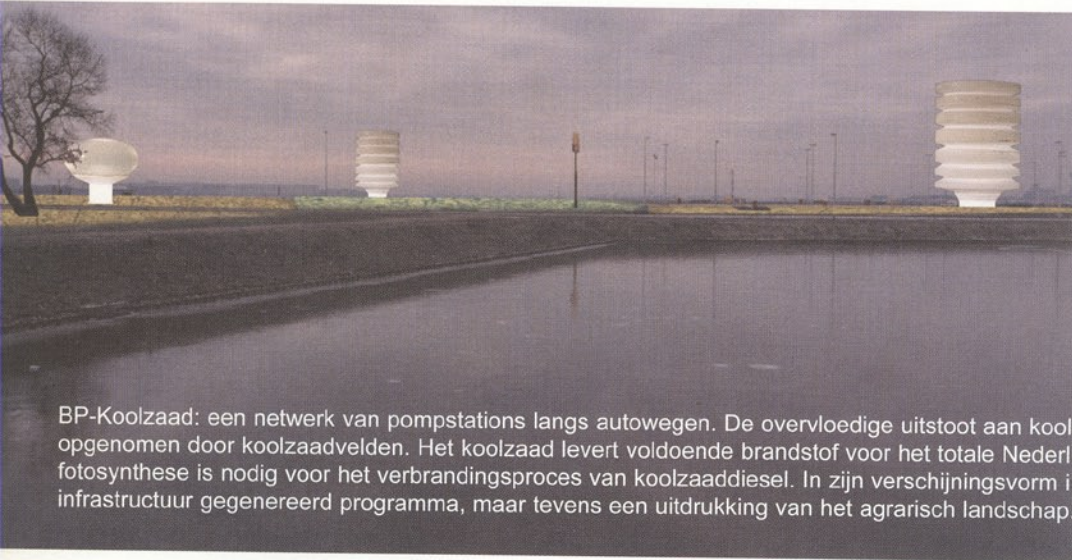 BP-Koolzaad: een netwerk van pompstations langs autowegen. De overvloedige uitstoot aan kool
opgenomen door koolzaadvelden. Het koolzaad levert voldoende brandstof voor het totale Nederl
fotosynthese is nodig voor het verbrandingsproces van koolzaaddiesel. In zijn verschijningsvorm i
infrastructuur gegenereerd programma, maar tevens een uitdrukking van het agrarisch landschap.